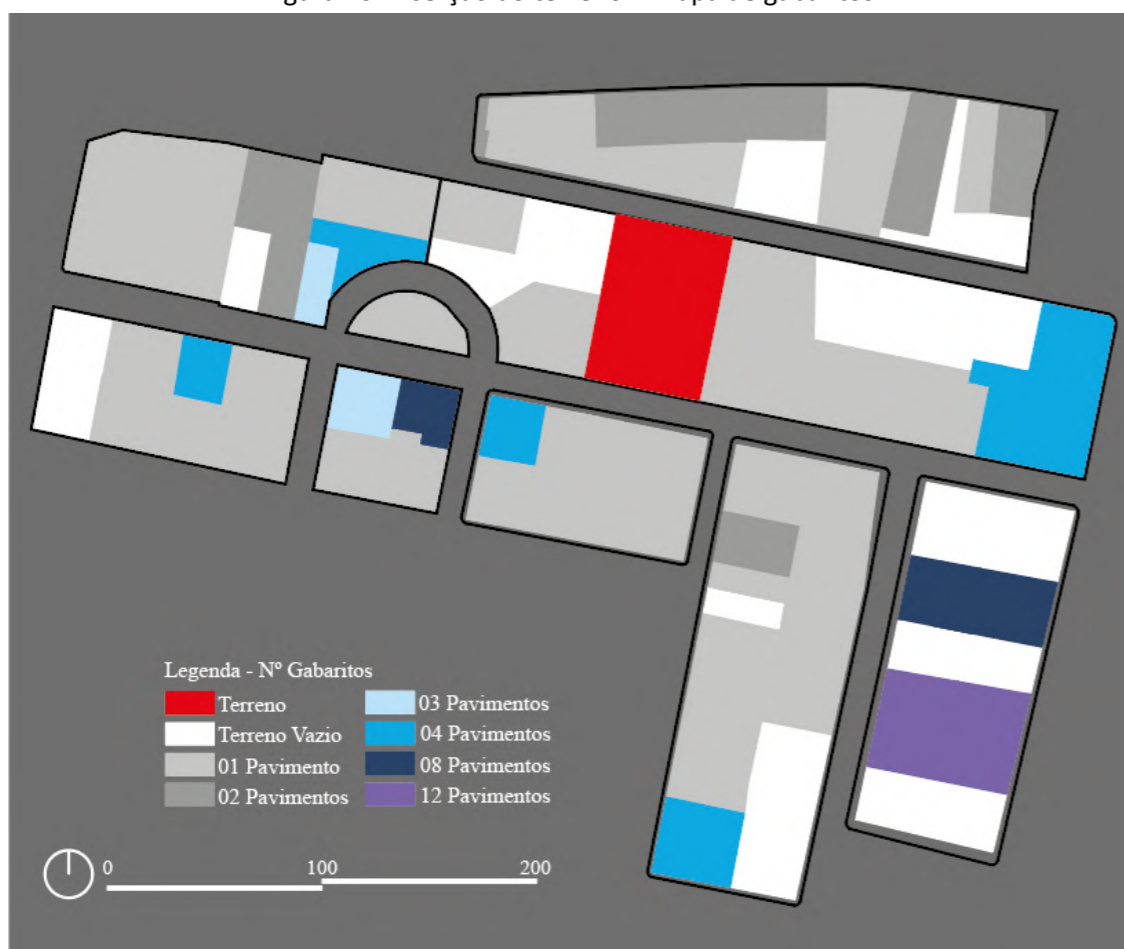 Legenda - Nº Gabaritos
Terreno
Terreno Vazio
01 Pavimento
02 Pavimentos
03 Pavimentos
04 Pavimentos
08 Pavimentos
12 Pavimentos
0 100 200